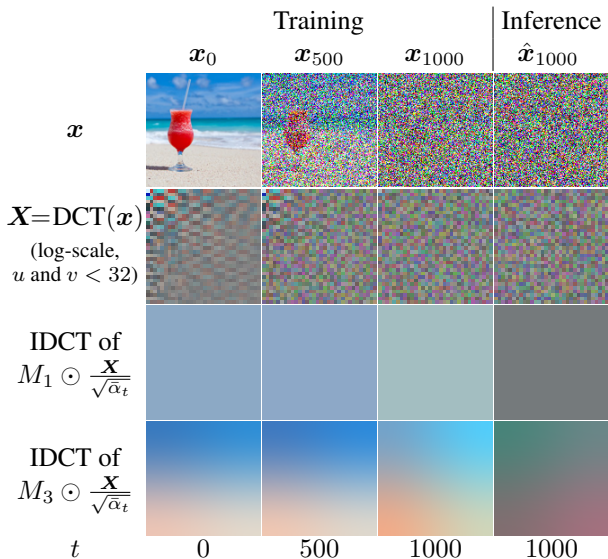 Training Inference
x₀ x₅₀₀ x₁₀₀₀ x̂₁₀₀₀
x
X=DCT(x)
(log-scale,
u and v < 32)
IDCT of
M₁ ⊙ X/√ᾱₜ
IDCT of
M₃ ⊙ X/√ᾱₜ
t 0 500 1000 1000